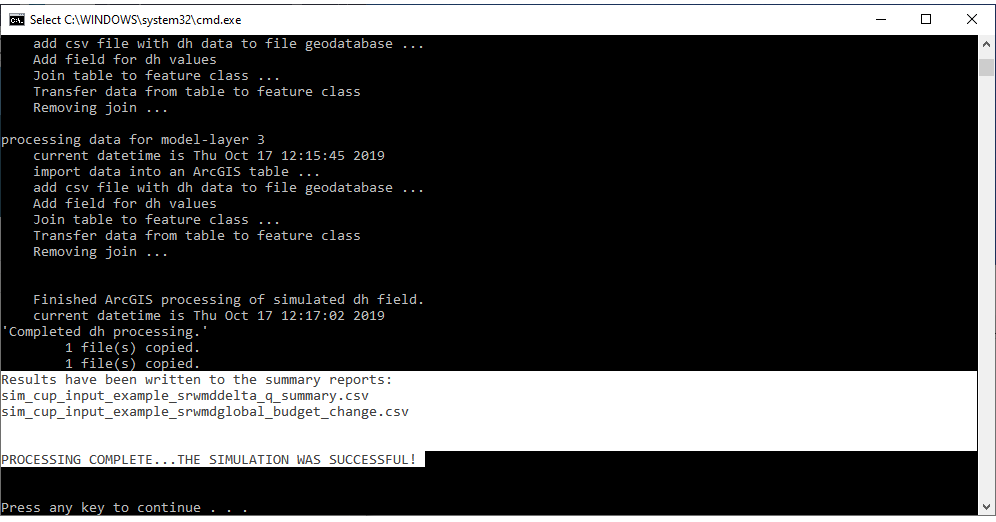 Select C:\WINDOWS\system32\cmd.exe
add csv file with dh data to file geodatabase ...
Add field for dh values
Join table to feature class ...
Transfer data from table to feature class
Removing join ...
processing data for model-layer 3
current datetime is Thu Oct 17 12:15:45 2019
import data into an ArcGIS table ...
add csv file with dh data to file geodatabase ...
Add field for dh values
Join table to feature class ...
Transfer data from table to feature class
Removing join ...
Finished ArcGIS processing of simulated dh field.
current datetime is Thu Oct 17 12:17:02 2019
'Completed dh processing.'
1 file(s) copied.
1 file(s) copied.
Results have been written to the summary reports:
sim_cup_input_example_srwmddelta_q_summary.csv
sim_cup_input_example_srwmdglobal_budget_change.csv
PROCESSING COMPLETE...THE SIMULATION WAS SUCCESSFUL!
Press any key to continue . . .